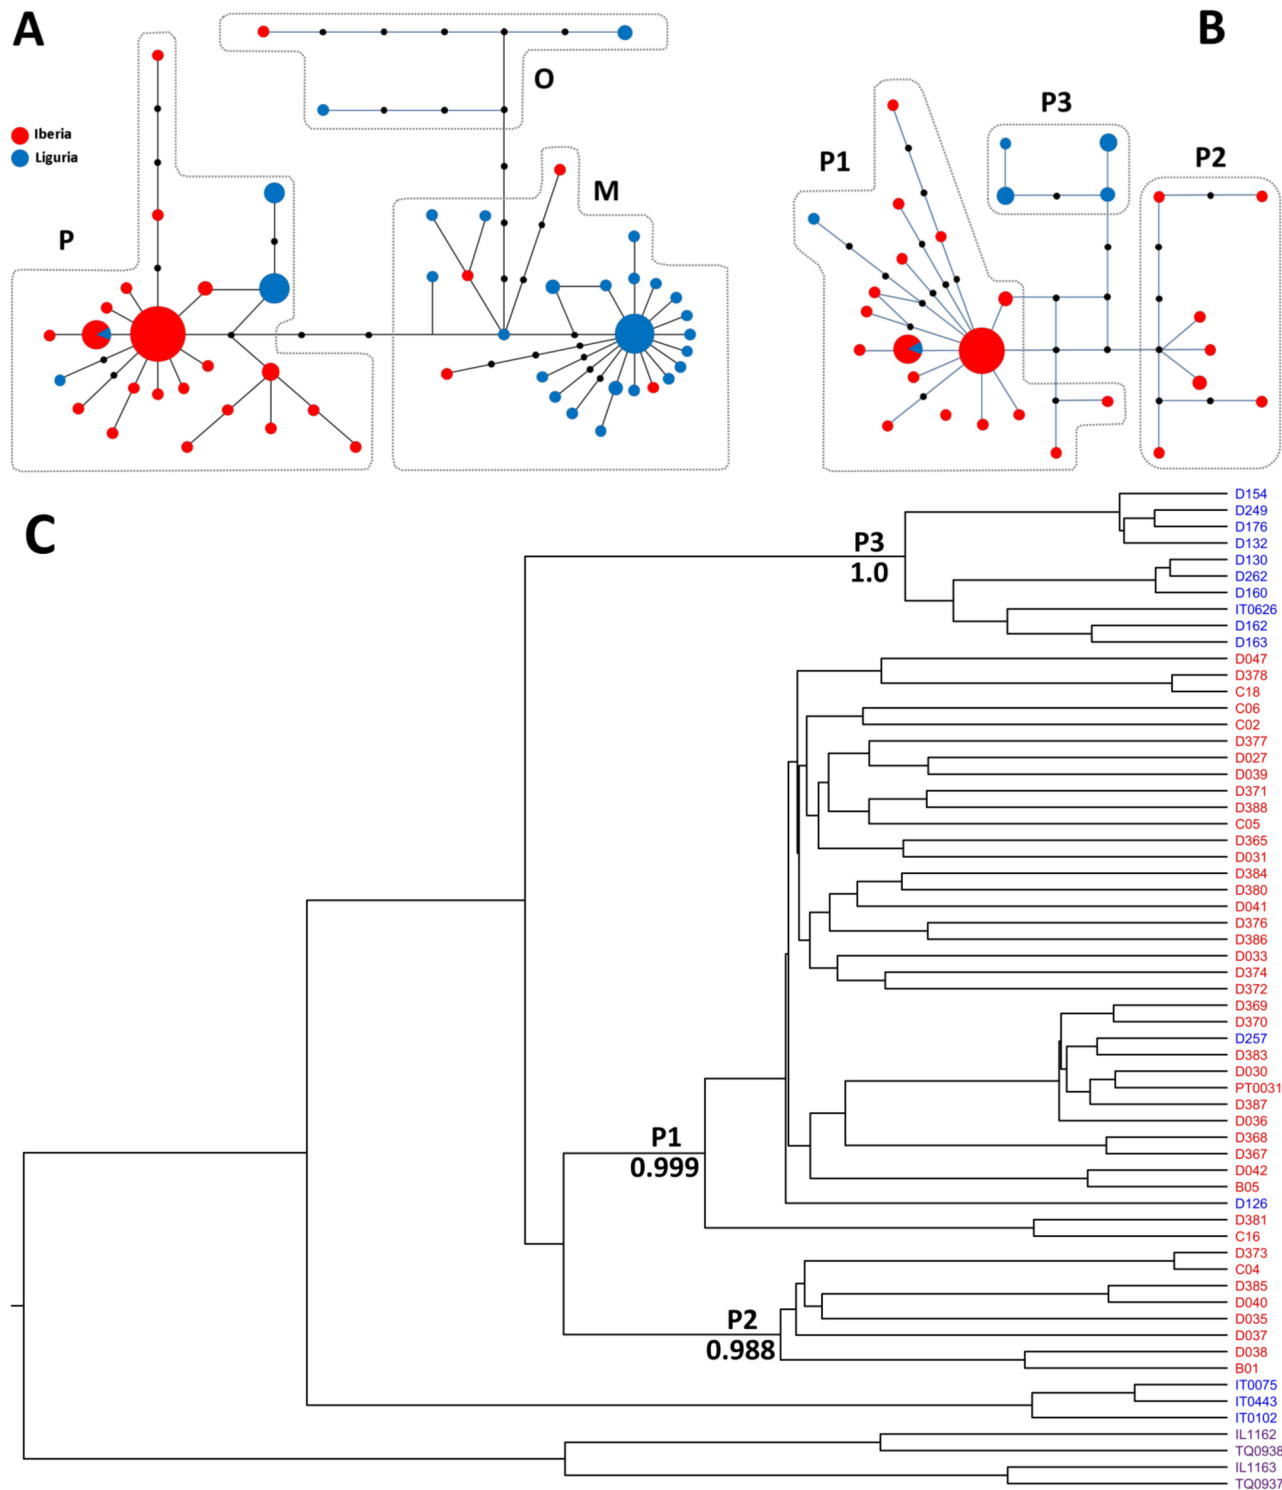 A
B
O
Iberia
Liguria
P3
P1
P2
M
P
C
D154
D249
D176
D132
P3
1.0
D130
D262
D160
IT0626
D162
D163
D047
D378
C18
C06
C02
D377
D027
D039
D371
D388
C05
D365
D031
D384
D380
D041
D376
D386
D033
D374
D372
D369
D370
D257
D383
D030
PT0031
D387
D036
P1
0.999
D368
D367
D042
B05
D126
D381
C16
D373
C04
D385
D040
D035
P2
0.988
D037
D038
B01
IT0075
IT0443
IT0102
IL1162
TQ0938
IL1163
TQ0937